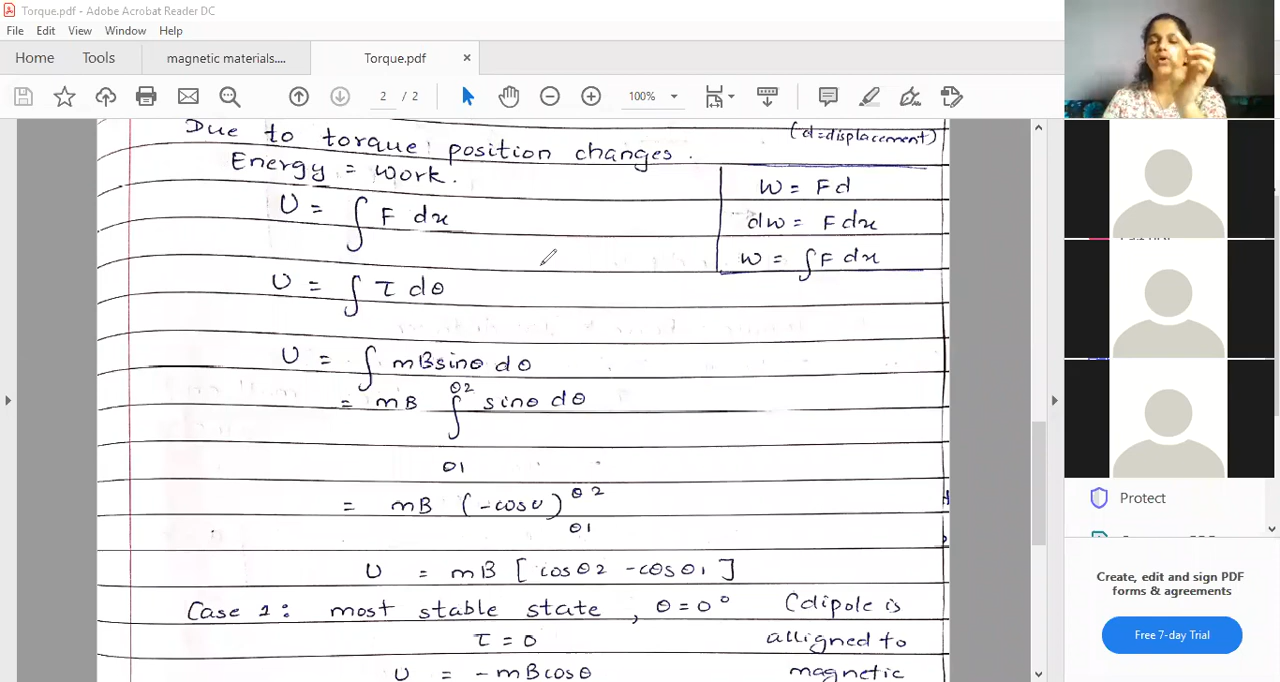 Torque.pdf - Adobe Acrobat Reader DC
File Edit View Window Help
Home Tools magnetic materials.... Torque.pdf ×
2 / 2 100%
(d=displacement)
Due to torque position changes.
Energy = work.
U = ∫ F dx
W = Fd
dw = F dx
W = ∫F dx
U = ∫ τ dθ
U = ∫ mBsinθ dθ
= mB ∫ sinθ dθ
θ2
θ1
= mB (-cosθ)
θ2
θ1
U = mB [ cosθ2 -cosθ1 ]
Case 1: most stable state, θ=0° (dipole is
τ = 0 alligned to
U = -mBcosθ magnetic
Protect
Create, edit and sign PDF
forms & agreements
Free 7-day Trial